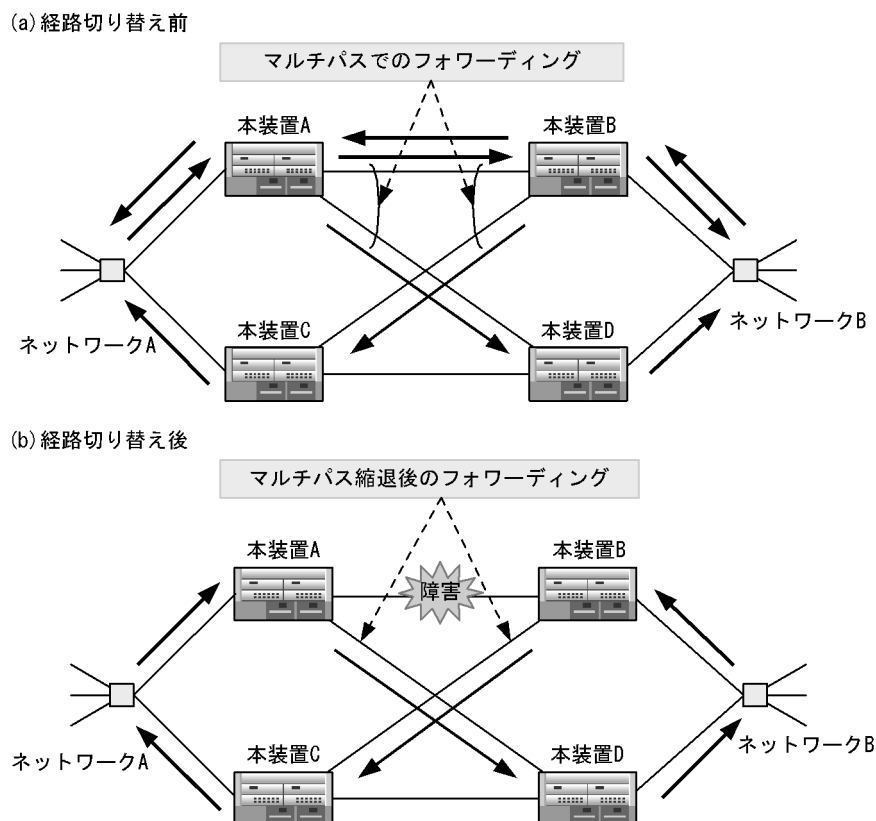 (a)経路切り替え前
マルチパスでのフォワーディング
本装置A
本装置B
ネットワークA
本装置C
本装置D
ネットワークB
(b)経路切り替え後
マルチパス縮退後のフォワーディング
本装置A
本装置B
障害
ネットワークA
本装置C
本装置D
ネットワークB